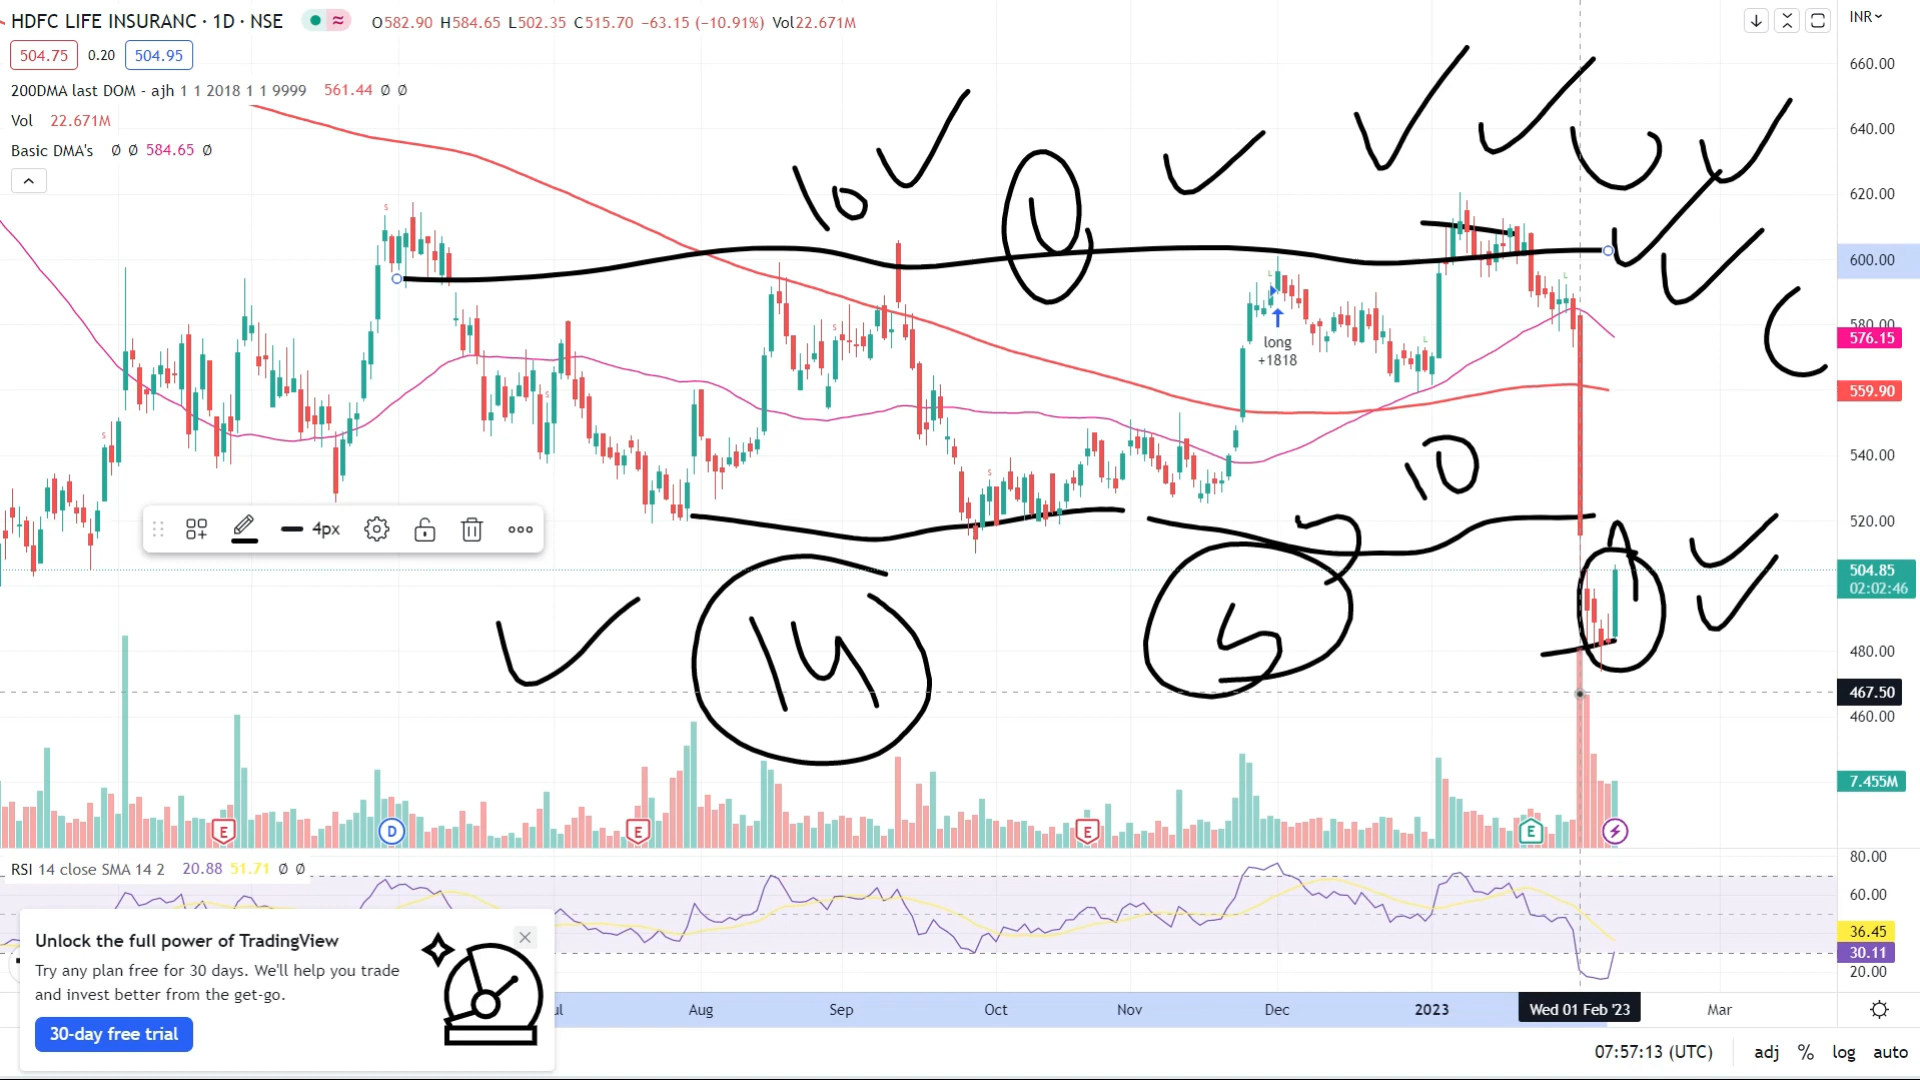 HDFC LIFE INSURANC · 1D · NSE O582.90 H584.65 L502.35 C515.70 −63.15 (−10.91%) Vol22.671M
INR
504.75 0.20 504.95
200DMA last DOM - ajh 1 1 2018 1 1 9999 561.44 Ø Ø
Vol 22.671M
Basic DMA's Ø Ø 584.65 Ø
660.00
640.00
620.00
600.00
580.00
576.15
559.90
540.00
520.00
504.85
02:02:46
480.00
467.50
460.00
7.455M
10
10
14
5
S
S
S
S
S
S
L
L
L
long
+1818
4px
E
D
E
E
E
RSI 14 close SMA 14 2 20.88 51.71 Ø Ø
80.00
60.00
36.45
30.11
20.00
Unlock the full power of TradingView
Try any plan free for 30 days. We'll help you trade
and invest better from the get-go.
30-day free trial
ul Aug Sep Oct Nov Dec 2023 Wed 01 Feb '23 Mar
07:57:13 (UTC) adj % log auto